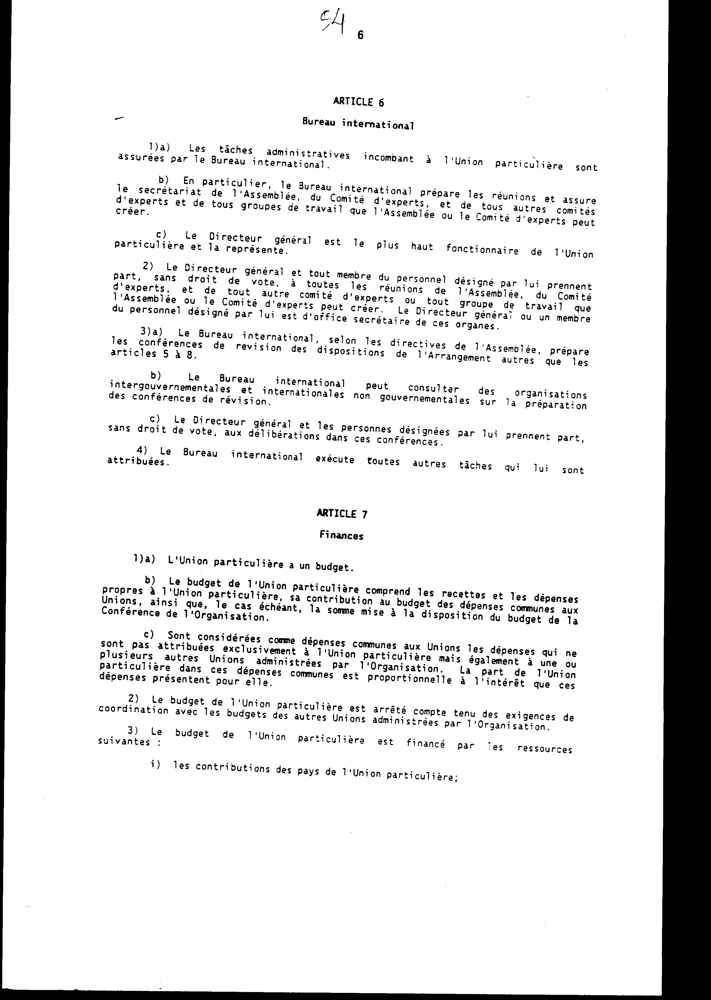 54
6
ARTICLE 6
Bureau international
1)a) Les tâches administratives incombant à l'Union particulière sont
assurées par le Bureau international.
b) En particulier, le Bureau international prépare les réunions et assure
le secrétariat de l'Assemblée, du Comité d'experts, et de tous autres comités
d'experts et de tous groupes de travail que l'Assemblée ou le Comité d'experts peut
créer.
c) Le Directeur général est le plus haut fonctionnaire de l'Union
particulière et la représente.
2) Le Directeur général et tout membre du personnel désigné par lui prennent
part, sans droit de vote, à toutes les réunions de l'Assemblée, du Comité
d'experts, et de tout autre comité d'experts ou tout groupe de travail que
l'Assemblée ou le Comité d'experts peut créer. Le Directeur général ou un membre
du personnel désigné par lui est d'office secrétaire de ces organes.
3)a) Le Bureau international, selon les directives de l'Assemblée, prépare
les conférences de revision des dispositions de l'Arrangement autres que les
articles 5 à 8.
b) Le Bureau international peut consulter des organisations
intergouvernementales et internationales non gouvernementales sur la préparation
des conférences de révision.
c) Le Directeur général et les personnes désignées par lui prennent part,
sans droit de vote, aux délibérations dans ces conférences.
4) Le Bureau international exécute toutes autres tâches qui lui sont
attribuées.
ARTICLE 7
Finances
1)a) L'Union particulière a un budget.
b) Le budget de l'Union particulière comprend les recettes et les dépenses
propres à l'Union particulière, sa contribution au budget des dépenses communes aux
Unions, ainsi que, le cas échéant, la somme mise à la disposition du budget de la
Conférence de l'Organisation.
c) Sont considérées comme dépenses communes aux Unions les dépenses qui ne
sont pas attribuées exclusivement à l'Union particulière mais également à une ou
plusieurs autres Unions administrées par l'Organisation. La part de l'Union
particulière dans ces dépenses communes est proportionnelle à l'intérêt que ces
dépenses présentent pour elle.
2) Le budget de l'Union particulière est arrêté compte tenu des exigences de
coordination avec les budgets des autres Unions administrées par l'Organisation.
3) Le budget de l'Union particulière est financé par les ressources
suivantes :
i) les contributions des pays de l'Union particulière;